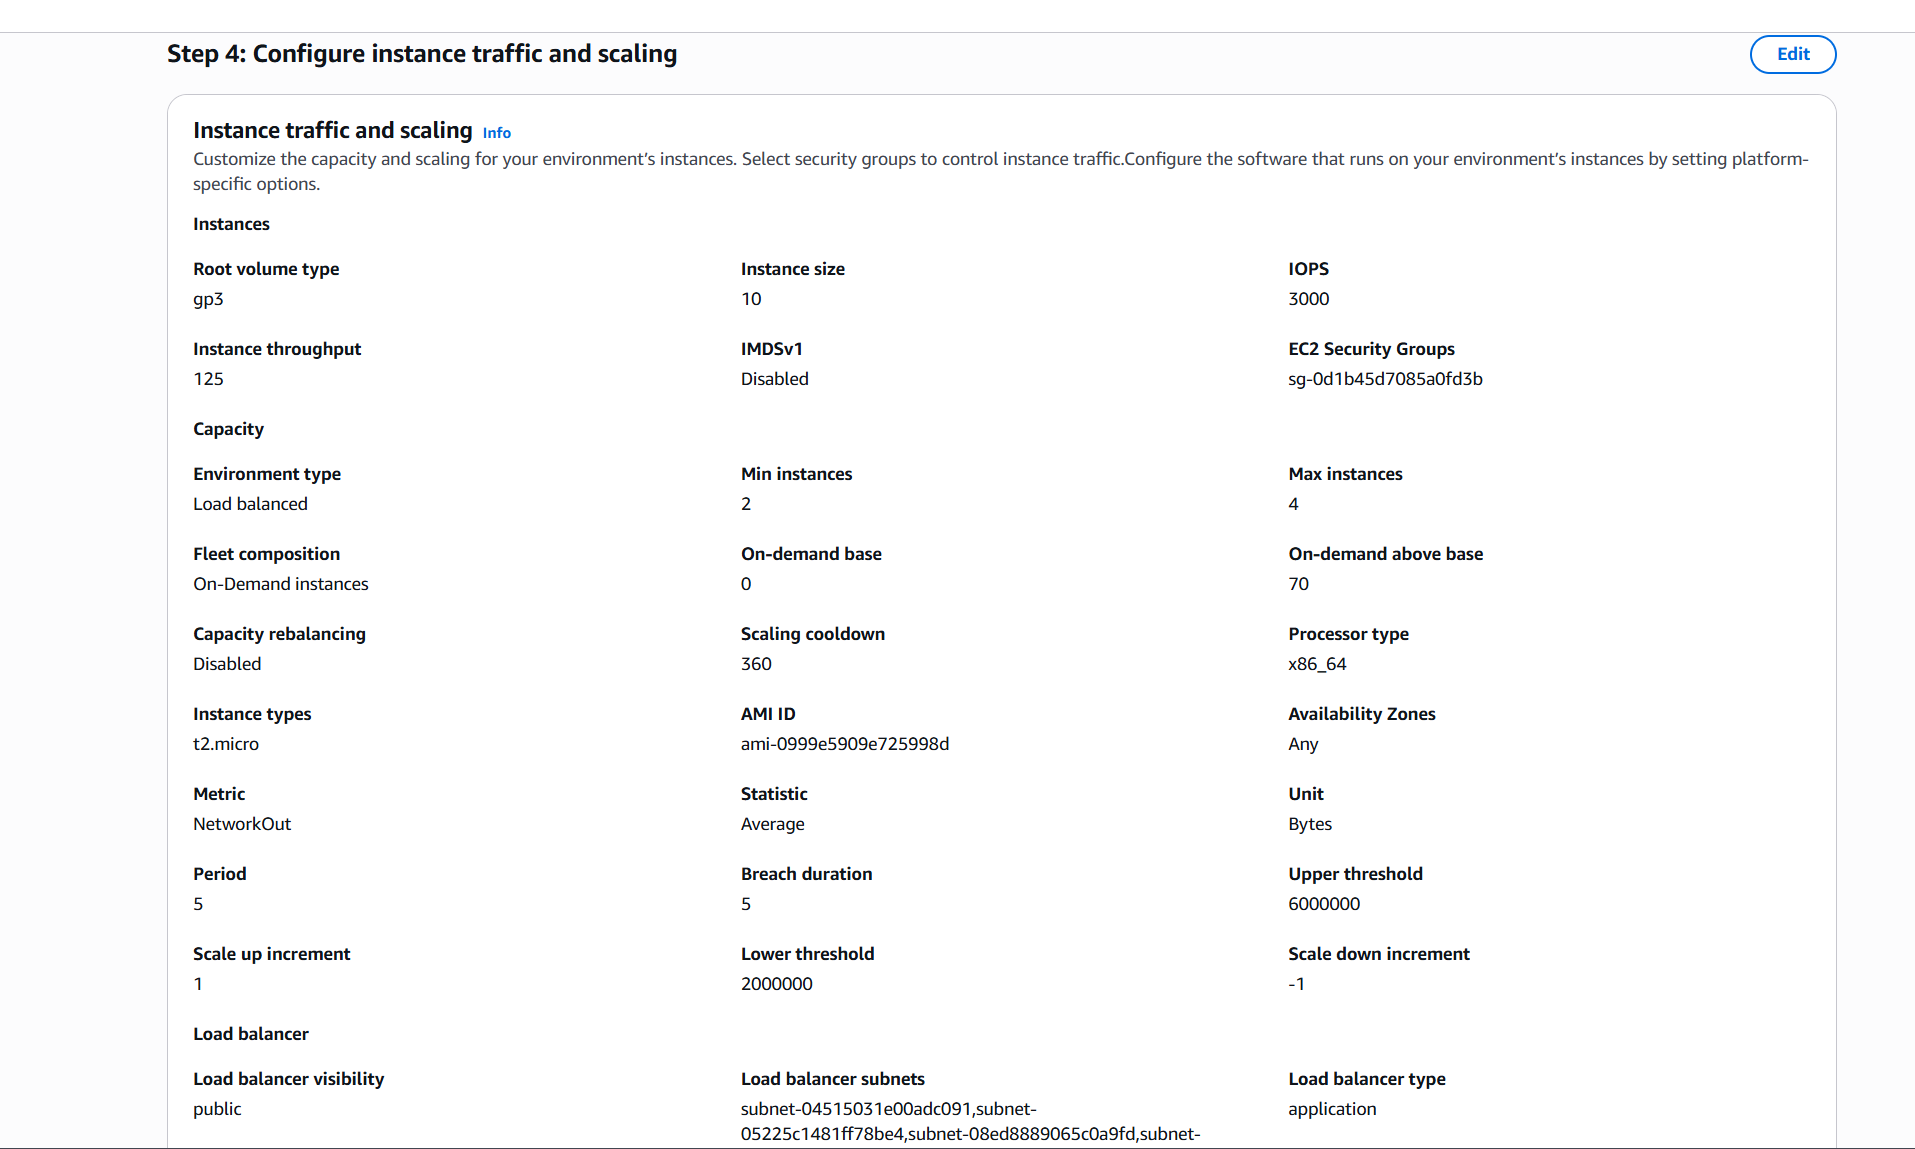 Step 4: Configure instance traffic and scaling
Edit
Instance traffic and scaling Info
Customize the capacity and scaling for your environment's instances. Select security groups to control instance traffic.Configure the software that runs on your environment's instances by setting platform-
specific options.
Instances
Root volume type
gp3
Instance size
10
IOPS
3000
Instance throughput
125
IMDSv1
Disabled
EC2 Security Groups
sg-0d1b45d7085a0fd3b
Capacity
Environment type
Load balanced
Min instances
2
Max instances
4
Fleet composition
On-Demand instances
On-demand base
0
On-demand above base
70
Capacity rebalancing
Disabled
Scaling cooldown
360
Processor type
x86_64
Instance types
t2.micro
AMI ID
ami-0999e5909e725998d
Availability Zones
Any
Metric
NetworkOut
Statistic
Average
Unit
Bytes
Period
5
Breach duration
5
Upper threshold
6000000
Scale up increment
1
Lower threshold
2000000
Scale down increment
-1
Load balancer
Load balancer visibility
public
Load balancer subnets
subnet-04515031e00adc091,subnet-
05225c1481ff78be4,subnet-08ed8889065c0a9fd,subnet-
Load balancer type
application